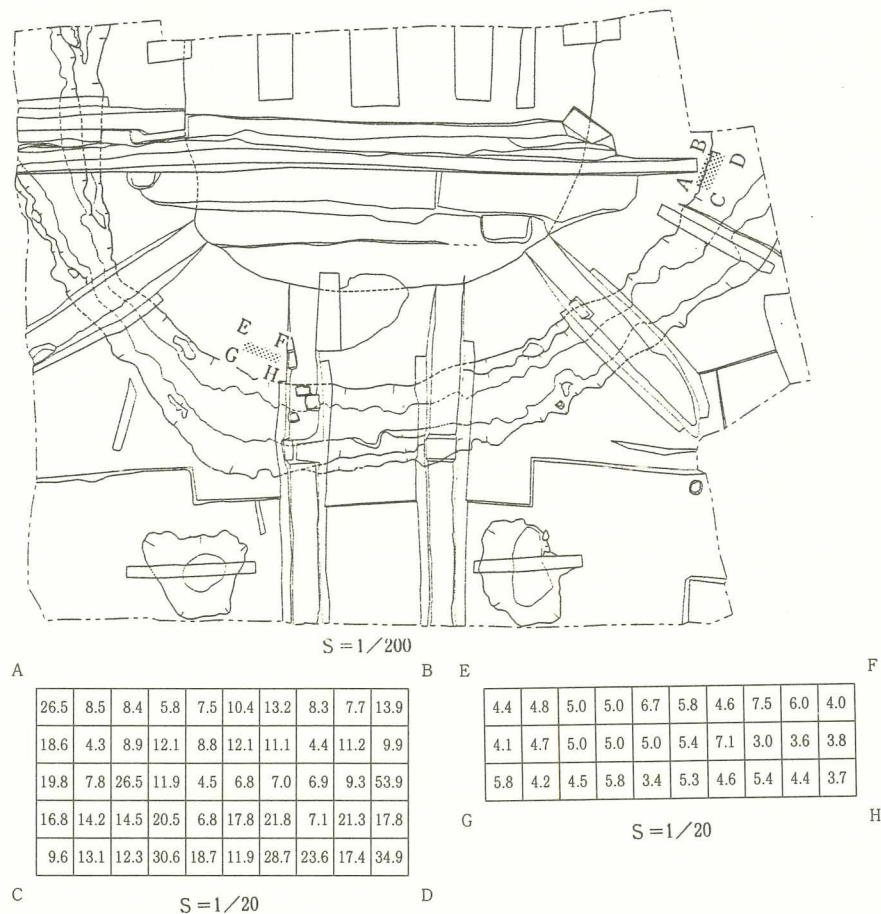 B
D
A
C
E
F
G
H
S=1/200
A B E F
26.5 8.5 8.4 5.8 7.5 10.4 13.2 8.3 7.7 13.9
18.6 4.3 8.9 12.1 8.8 12.1 11.1 4.4 11.2 9.9
19.8 7.8 26.5 11.9 4.5 6.8 7.0 6.9 9.3 53.9
16.8 14.2 14.5 20.5 6.8 17.8 21.8 7.1 21.3 17.8
9.6 13.1 12.3 30.6 18.7 11.9 28.7 23.6 17.4 34.9
C D
S=1/20
4.4 4.8 5.0 5.0 6.7 5.8 4.6 7.5 6.0 4.0
4.1 4.7 5.0 5.0 5.0 5.4 7.1 3.0 3.6 3.8
5.8 4.2 4.5 5.8 3.4 5.3 4.6 5.4 4.4 3.7
G H
S=1/20